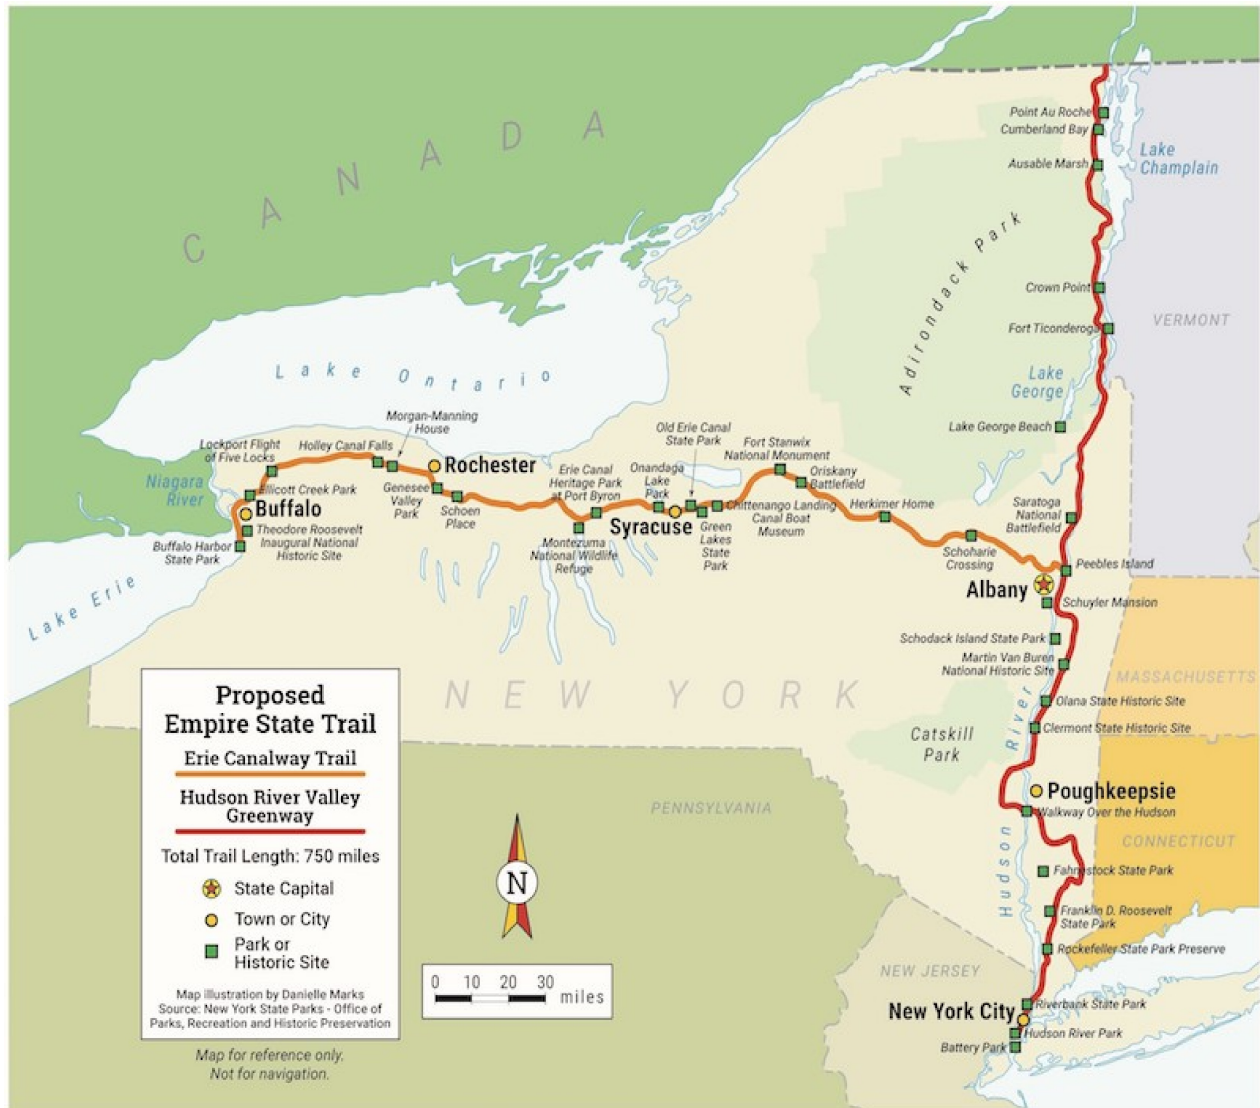 CANADA
Point Au Roche
Cumberland Bay
Ausable Marsh
Lake
Champlain
Adirondack Park
Crown Point
Fort Ticonderoga
VERMONT
Lake
George
Lake George Beach
Lake Ontario
Morgan-Manning
House
Lockport Flight
of Five Locks
Holley Canal Falls
Rochester
Niagara
River
Ellicott Creek Park
Buffalo
Theodore Roosevelt
Inaugural National
Historic Site
Buffalo Harbor
State Park
Lake Erie
Genesee
Valley
Park
Schoen
Place
Erie Canal
Heritage Park
at Port Byron
Montezuma
National Wildlife
Refuge
Onandaga
Lake
Park
Syracuse
Old Erie Canal
State Park
Green
Lakes
State
Park
Chittenango Landing
Canal Boat
Museum
Fort Stanwix
National Monument
Oriskany
Battlefield
Herkimer Home
Schoharie
Crossing
Saratoga
National
Battlefield
Peebles Island
Albany
Schuyler Mansion
Schodack Island State Park
Martin Van Buren
National Historic Site
MASSACHUSETTS
Olana State Historic Site
Clermont State Historic Site
NEW YORK
Catskill
Park
Hudson River
Poughkeepsie
Walkway Over the Hudson
CONNECTICUT
PENNSYLVANIA
Fahnestock State Park
Franklin D. Roosevelt
State Park
Rockefeller State Park Preserve
NEW JERSEY
Riverbank State Park
New York City
Hudson River Park
Battery Park
Proposed
Empire State Trail
Erie Canalway Trail
Hudson River Valley
Greenway
Total Trail Length: 750 miles
State Capital
Town or City
Park or
Historic Site
Map illustration by Danielle Marks
Source: New York State Parks - Office of
Parks, Recreation and Historic Preservation
Map for reference only.
Not for navigation.
N
0 10 20 30 miles